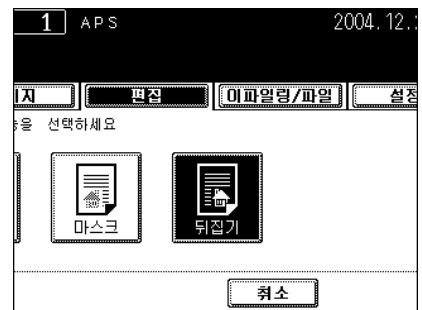 1 APS 2004.12.
지 편집 이파일링/파일 설정
능을 선택하세요
마스크 뒤집기
취소